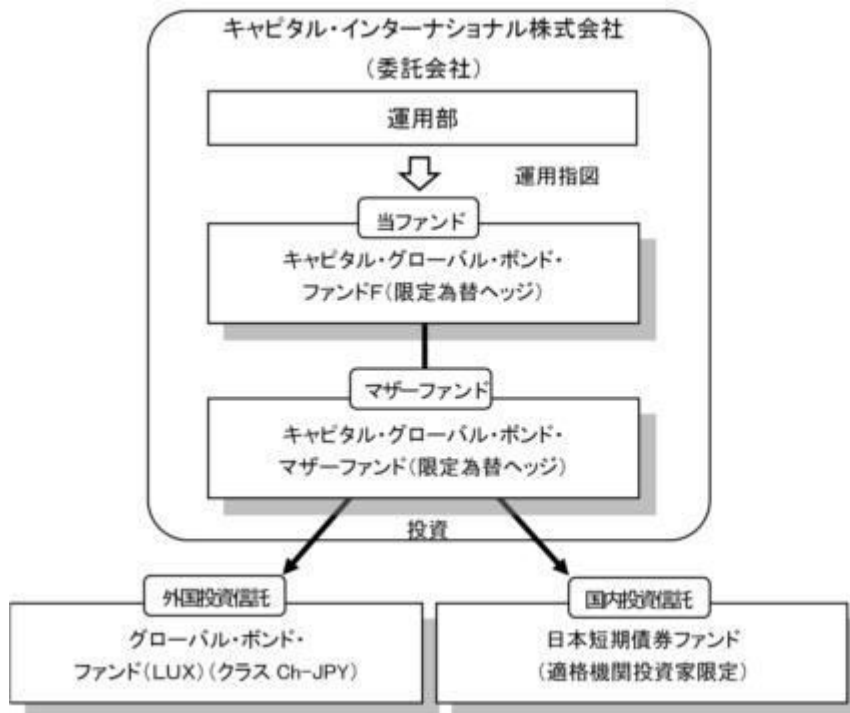 キャピタル・インターナショナル株式会社
(委託会社)
運用部
運用指図
当ファンド
キャピタル・グローバル・ボンド・
ファンドF(限定為替ヘッジ)
マザーファンド
キャピタル・グローバル・ボンド・
マザーファンド(限定為替ヘッジ)
投資
外国投資信託
グローバル・ボンド・
ファンド(LUX)(クラス Ch-JPY)
国内投資信託
日本短期債券ファンド
(適格機関投資家限定)